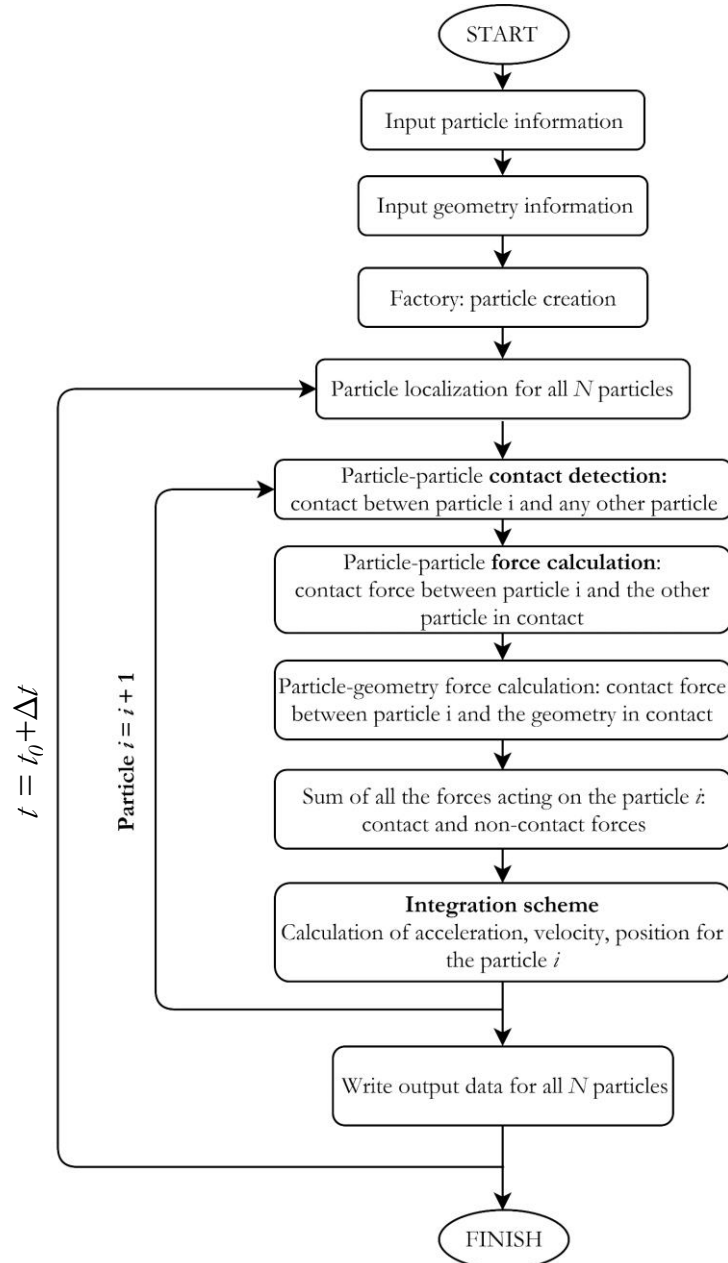 START
Input particle information
Input geometry information
Factory: particle creation
Particle localization for all N particles
Particle-particle contact detection:
contact betwen particle i and any other particle
Particle-particle force calculation:
contact force between particle i and the other
particle in contact
Particle-geometry force calculation: contact force
between particle i and the geometry in contact
Sum of all the forces acting on the particle i:
contact and non-contact forces
Integration scheme
Calculation of acceleration, velocity, position for
the particle i
Particle i = i + 1
Write output data for all N particles
t = t₀+Δt
FINISH